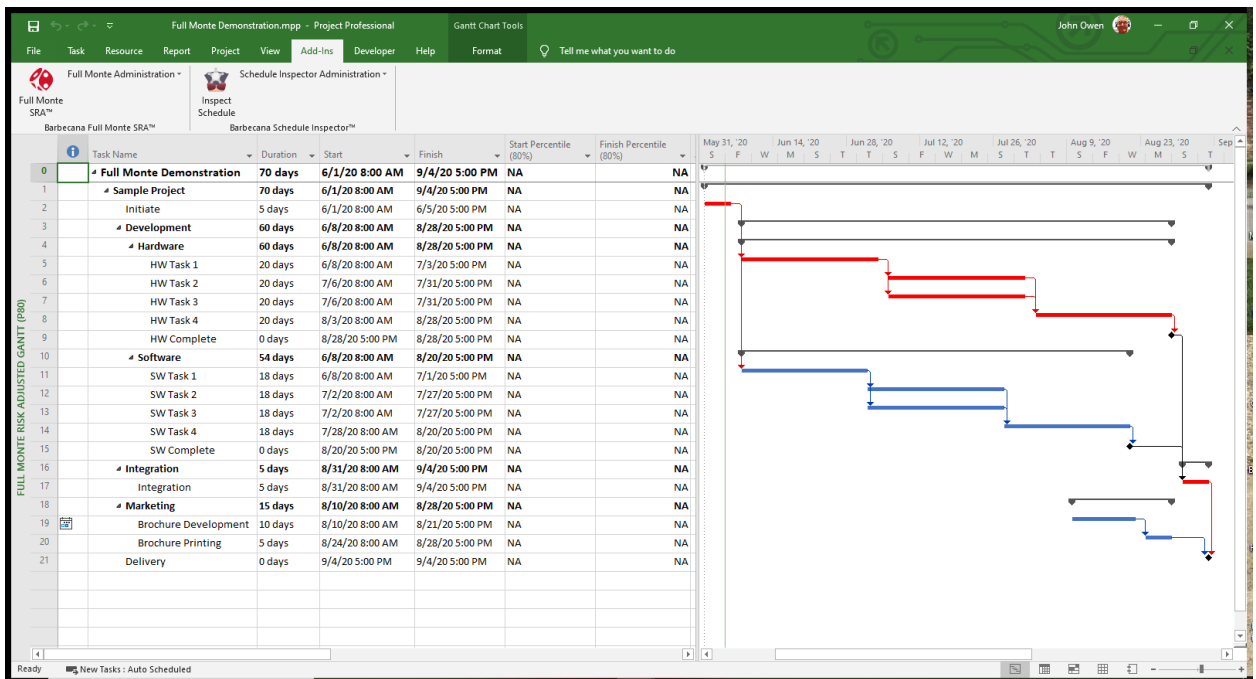 Full Monte Demonstration.mpp - Project Professional
Gantt Chart Tools
John Owen
File Task Resource Report Project View Add-Ins Developer Help Format Tell me what you want to do
Full Monte Administration
Schedule Inspector Administration
Full Monte
SRA™
Inspect
Schedule
Barbecana Full Monte SRA™
Barbecana Schedule Inspector™
Task Name Duration Start Finish Start Percentile (80%) Finish Percentile (80%)
May 31, '20 Jun 14, '20 Jun 28, '20 Jul 12, '20 Jul 26, '20 Aug 9, '20 Aug 23, '20 Sep
S F W M S T T S F W M S T T S F W M S T
0 Full Monte Demonstration 70 days 6/1/20 8:00 AM 9/4/20 5:00 PM NA NA
1 Sample Project 70 days 6/1/20 8:00 AM 9/4/20 5:00 PM NA NA
2 Initiate 5 days 6/1/20 8:00 AM 6/5/20 5:00 PM NA NA
3 Development 60 days 6/8/20 8:00 AM 8/28/20 5:00 PM NA NA
4 Hardware 60 days 6/8/20 8:00 AM 8/28/20 5:00 PM NA NA
5 HW Task 1 20 days 6/8/20 8:00 AM 7/3/20 5:00 PM NA NA
6 HW Task 2 20 days 7/6/20 8:00 AM 7/31/20 5:00 PM NA NA
7 HW Task 3 20 days 7/6/20 8:00 AM 7/31/20 5:00 PM NA NA
8 HW Task 4 20 days 8/3/20 8:00 AM 8/28/20 5:00 PM NA NA
9 HW Complete 0 days 8/28/20 5:00 PM 8/28/20 5:00 PM NA NA
10 Software 54 days 6/8/20 8:00 AM 8/20/20 5:00 PM NA NA
11 SW Task 1 18 days 6/8/20 8:00 AM 7/1/20 5:00 PM NA NA
12 SW Task 2 18 days 7/2/20 8:00 AM 7/27/20 5:00 PM NA NA
13 SW Task 3 18 days 7/2/20 8:00 AM 7/27/20 5:00 PM NA NA
14 SW Task 4 18 days 7/28/20 8:00 AM 8/20/20 5:00 PM NA NA
15 SW Complete 0 days 8/20/20 5:00 PM 8/20/20 5:00 PM NA NA
16 Integration 5 days 8/31/20 8:00 AM 9/4/20 5:00 PM NA NA
17 Integration 5 days 8/31/20 8:00 AM 9/4/20 5:00 PM NA NA
18 Marketing 15 days 8/10/20 8:00 AM 8/28/20 5:00 PM NA NA
19 Brochure Development 10 days 8/10/20 8:00 AM 8/21/20 5:00 PM NA NA
20 Brochure Printing 5 days 8/24/20 8:00 AM 8/28/20 5:00 PM NA NA
21 Delivery 0 days 9/4/20 5:00 PM 9/4/20 5:00 PM NA NA
FULL MONTE RISK ADJUSTED GANTT (P80)
Ready New Tasks : Auto Scheduled